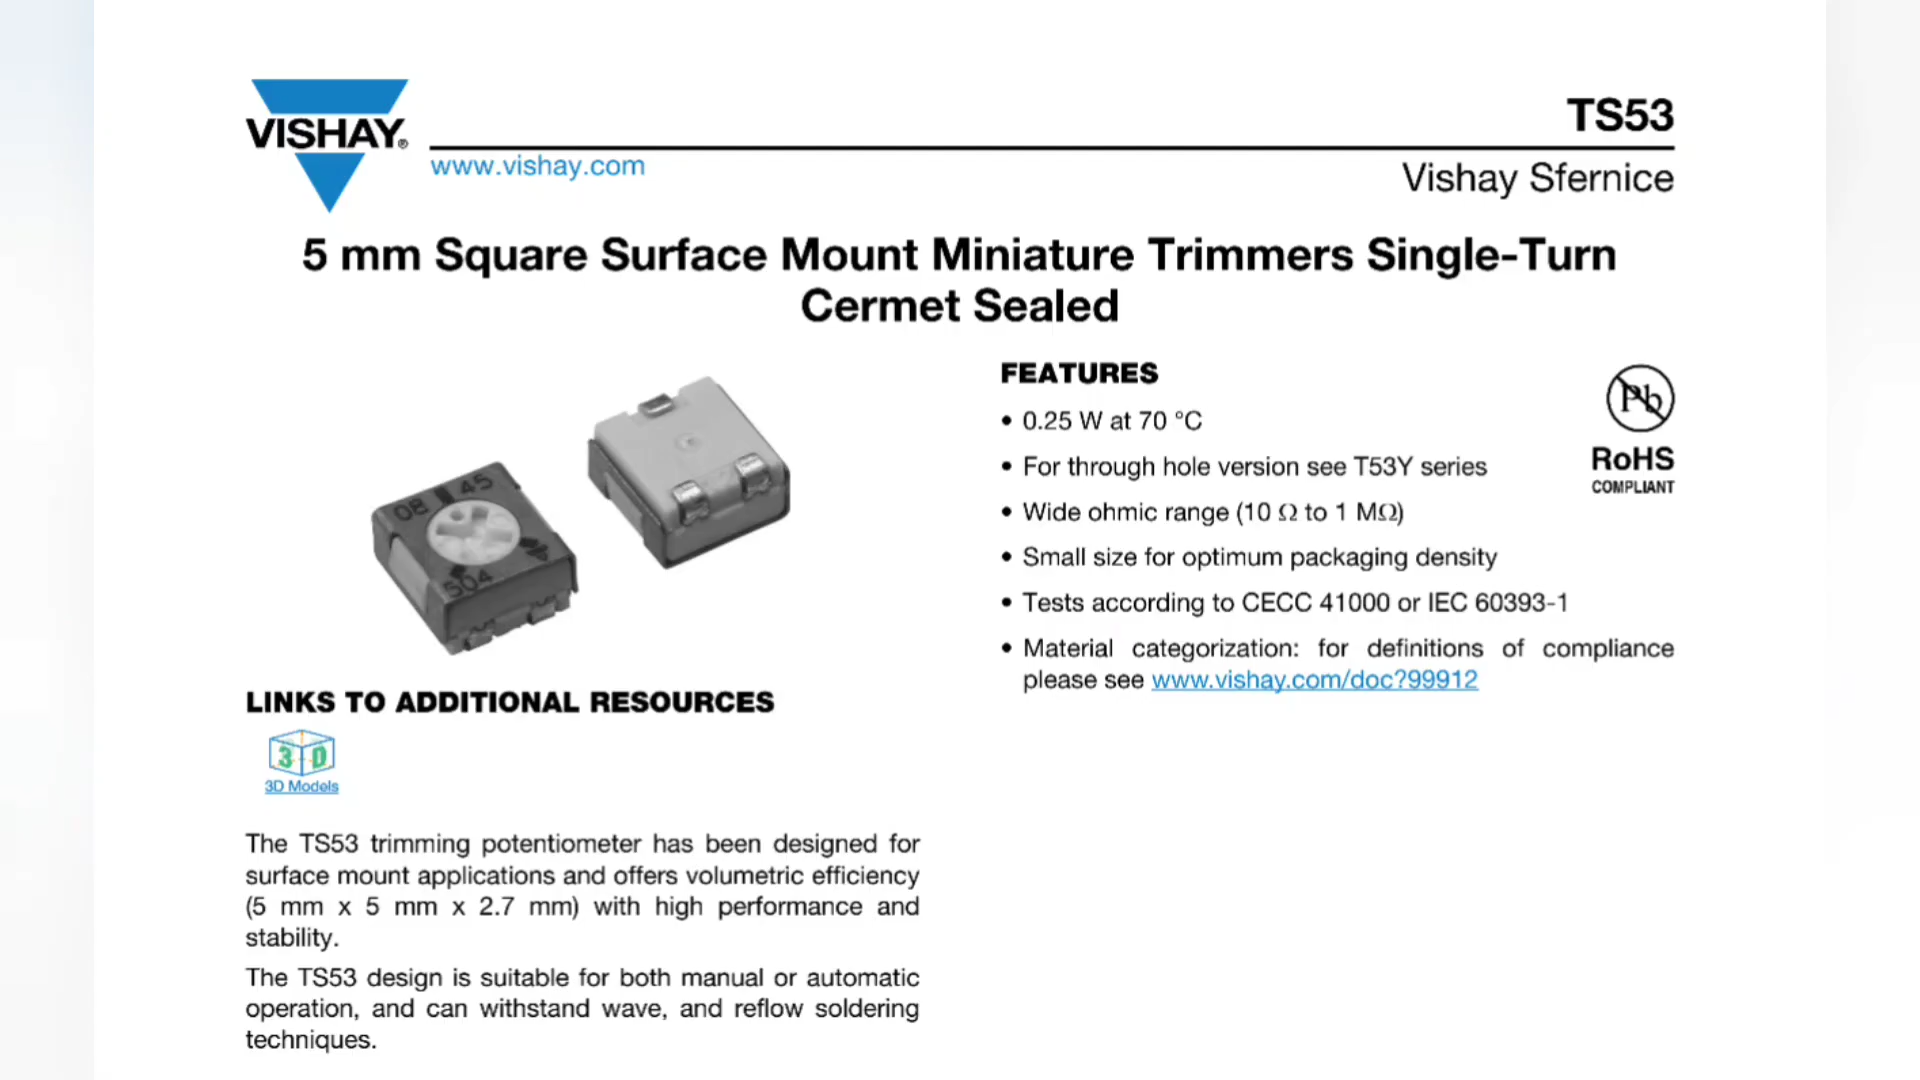 VISHAY®
www.vishay.com
TS53
Vishay Sfernice
5 mm Square Surface Mount Miniature Trimmers Single-Turn
Cermet Sealed
08 45
504
FEATURES
• 0.25 W at 70 °C
• For through hole version see T53Y series
• Wide ohmic range (10 Ω to 1 MΩ)
• Small size for optimum packaging density
• Tests according to CECC 41000 or IEC 60393-1
• Material categorization: for definitions of compliance
please see www.vishay.com/doc?99912
Pb
RoHS
COMPLIANT
LINKS TO ADDITIONAL RESOURCES
3D
3D Models
The TS53 trimming potentiometer has been designed for
surface mount applications and offers volumetric efficiency
(5 mm x 5 mm x 2.7 mm) with high performance and
stability.
The TS53 design is suitable for both manual or automatic
operation, and can withstand wave, and reflow soldering
techniques.